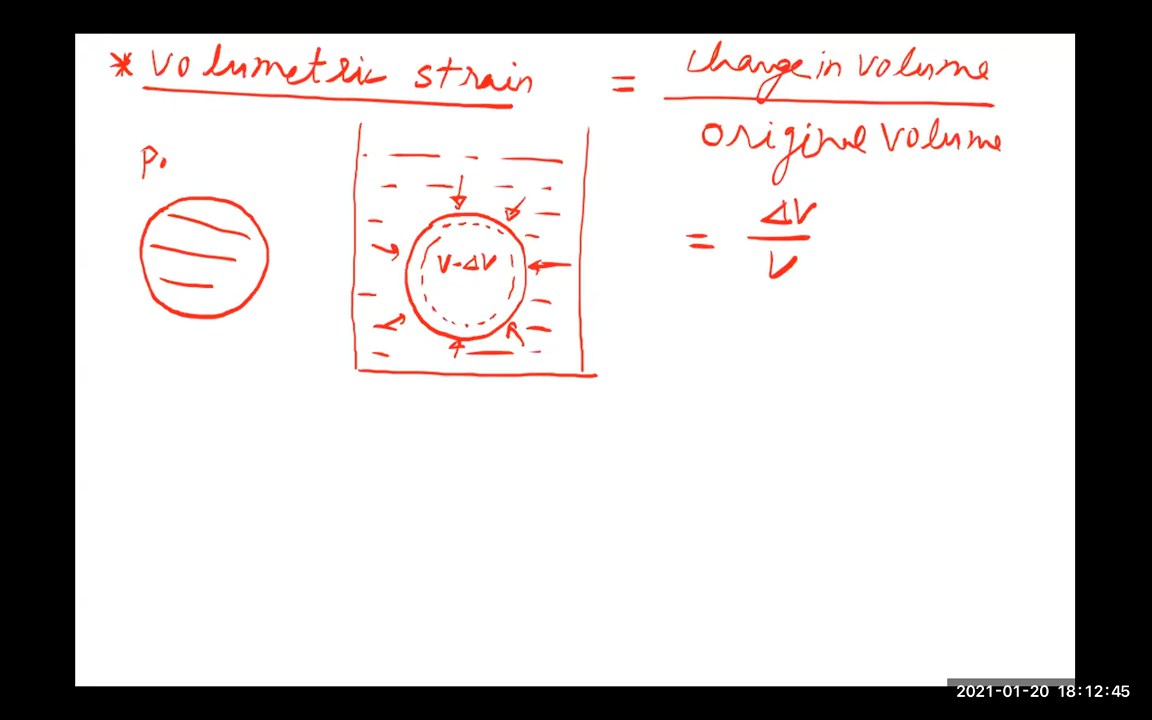 * Volumetric strain = change in volume
original volume
P.
= ΔV
V
V-ΔV
2021-01-20 18:12:45